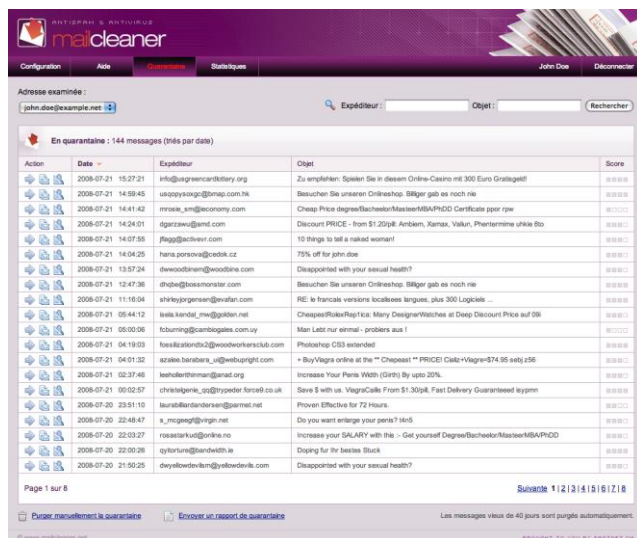 ANTISPAM & ANTIVIRUS
mailcleaner
Configuration Aide Quarantaine Statistiques John Doe Déconnecter
Adresse examinée :
john.doe@example.net Expéditeur : Objet : Rechercher
En quarantaine : 144 messages (triés par date)
Action Date Expéditeur Objet Score
2008-07-21 15:27:21 info@usgreencardlottery.org Zu empfehlen: Spielen Sie in diesem Online-Casino mit 300 Euro Gratisgeld!
2008-07-21 14:59:45 usqopysoxgc@bmap.com.hk Besuchen Sie unseren Onlineshop. Billiger gab es noch nie
2008-07-21 14:41:42 mrosie_sm@ieconomy.com Cheap Price degree/Bacheelor/MasteerMBA/PhDD Certificate ppor rpw
2008-07-21 14:24:01 dgarzawu@amd.com Discount PRICE - from $1.20/pill: Ambiem, Xamax, Valiun, Phentermime uhkie 6to
2008-07-21 14:07:55 jflagg@activevr.com 10 things to tell a naked woman!
2008-07-21 14:04:25 hana.porsova@cedok.cz 75% off for john.doe
2008-07-21 13:57:24 dwwoodbinem@woodbine.com Disappointed with your sexual health?
2008-07-21 12:47:36 dhqbe@bossmonster.com Besuchen Sie unseren Onlineshop. Billiger gab es noch nie
2008-07-21 11:16:04 shirleyjorgensen@evafan.com RE: le francais versions localisees langues, plus 300 Logiciels ...
2008-07-21 05:44:12 isela.kendal_mw@golden.net CheapestRolexReptica: Many DesignerWatches at Deep Discount Price auf 09i
2008-07-21 05:00:06 fcburning@cambiogales.com.uy Man Lebt nur einmal - probiers aus !
2008-07-21 04:19:03 fossilizationdtx2@woodworkersclub.com Photoshop CS3 extended
2008-07-21 04:01:32 azalee.barabara_ui@webupright.com + BuyViagra online at the ** Chepeast ** PRICE! Cializ+Viagre=$74.95 sebj z56
2008-07-21 02:37:46 leehollerithinman@anad.org Increase Your Penis Width (Girth) By upto 20%.
2008-07-21 00:02:57 christelgenie_qq@trypeder.force9.co.uk Save $ with us. ViagraCalis From $1.30/pill, Fast Delivery Guaranteeed isypmn
2008-07-20 23:51:10 laurabilliardandersen@parmet.net Proven Effective for 72 Hours.
2008-07-20 22:48:47 s_mcgeegf@virgin.net Do you want enlarge your penis? t4n5
2008-07-20 22:03:27 rossstarkud@online.no Increase your SALARY with this :- Get yourself Degree/Bacheelor/MasteerMBA/PhDD
2008-07-20 22:00:26 qyitorture@bandwidth.ie Doping fur Ihr bestes Stuck
2008-07-20 21:50:25 dwyellowdevilsm@yellowdevils.com Disappointed with your sexual health?
Page 1 sur 8 Suivante 1 | 2 | 3 | 4 | 5 | 6 | 7 | 8
Purger manuellement la quarantaine Envoyer un rapport de quarantaine Les messages vieux de 40 jours sont purgés automatiquement.